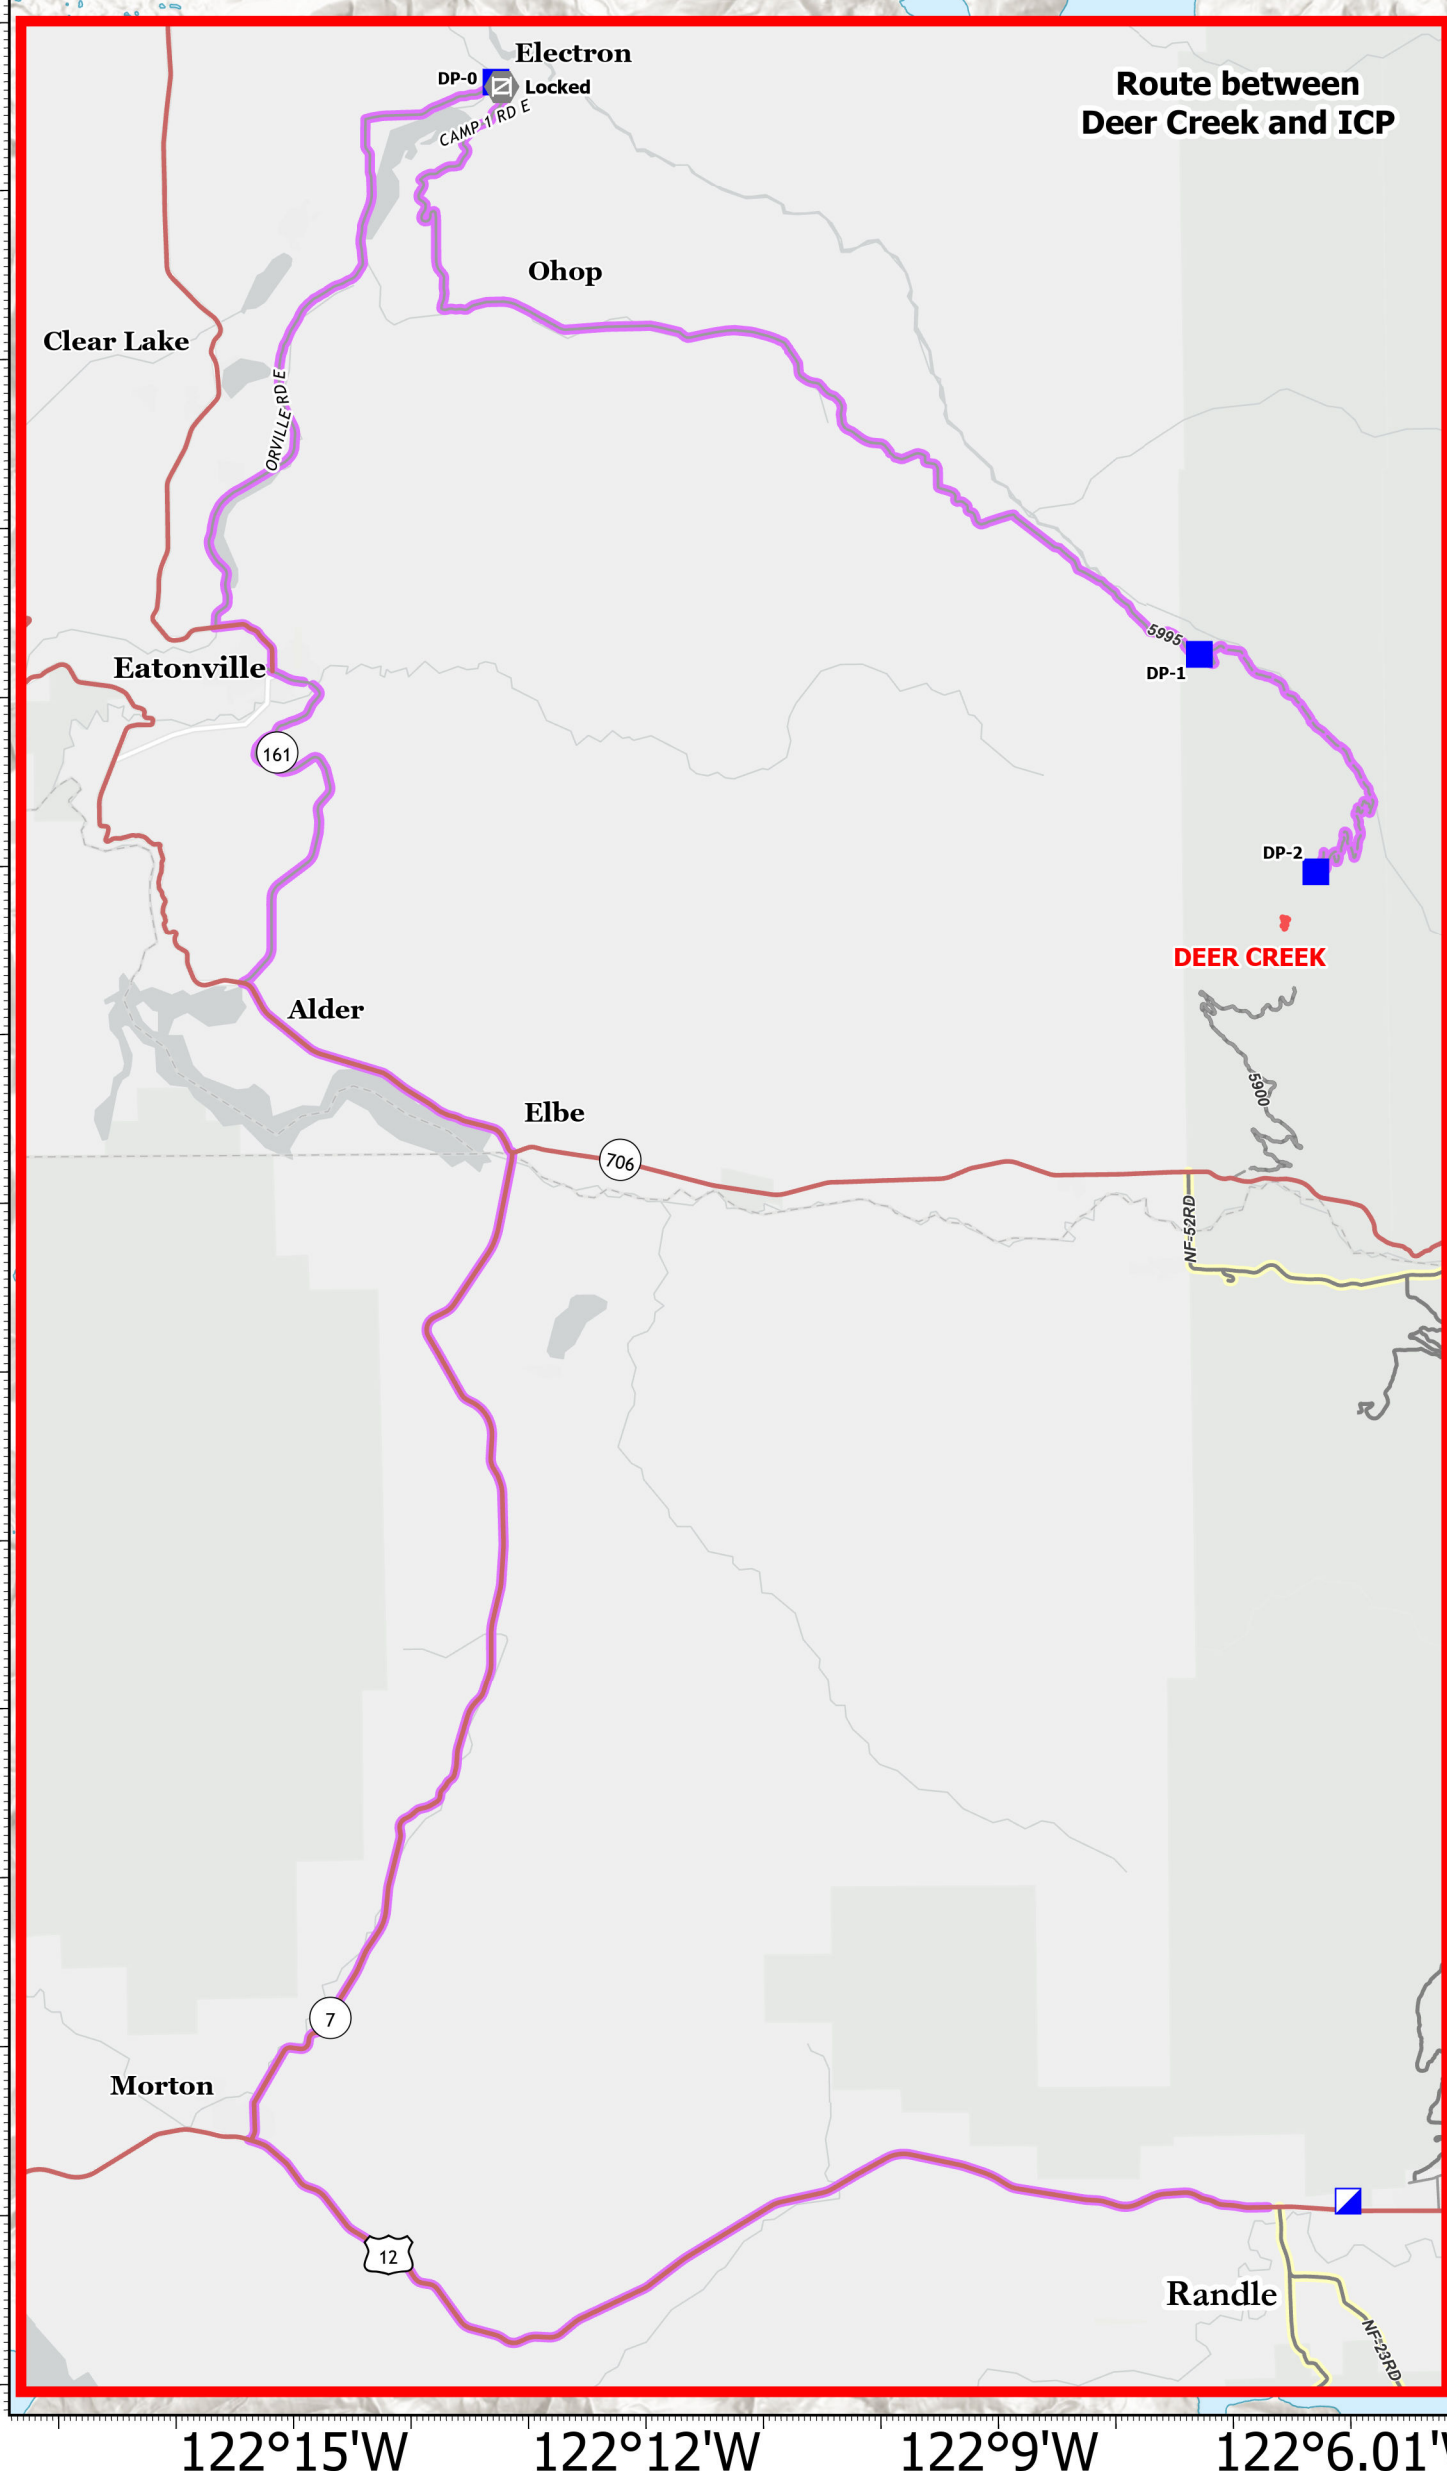 Electron
DP-0
Locked
CAMP 1 RD E
Route between
Deer Creek and ICP
Ohop
Clear Lake
ORVILLE RD E
5995
DP-1
Eatonville
161
DP-2
DEER CREEK
Alder
5900
Elbe
706
NF-52RD
7
Morton
12
Randle
NF-23RD
122°15'W
122°12'W
122°9'W
122°6.01'W